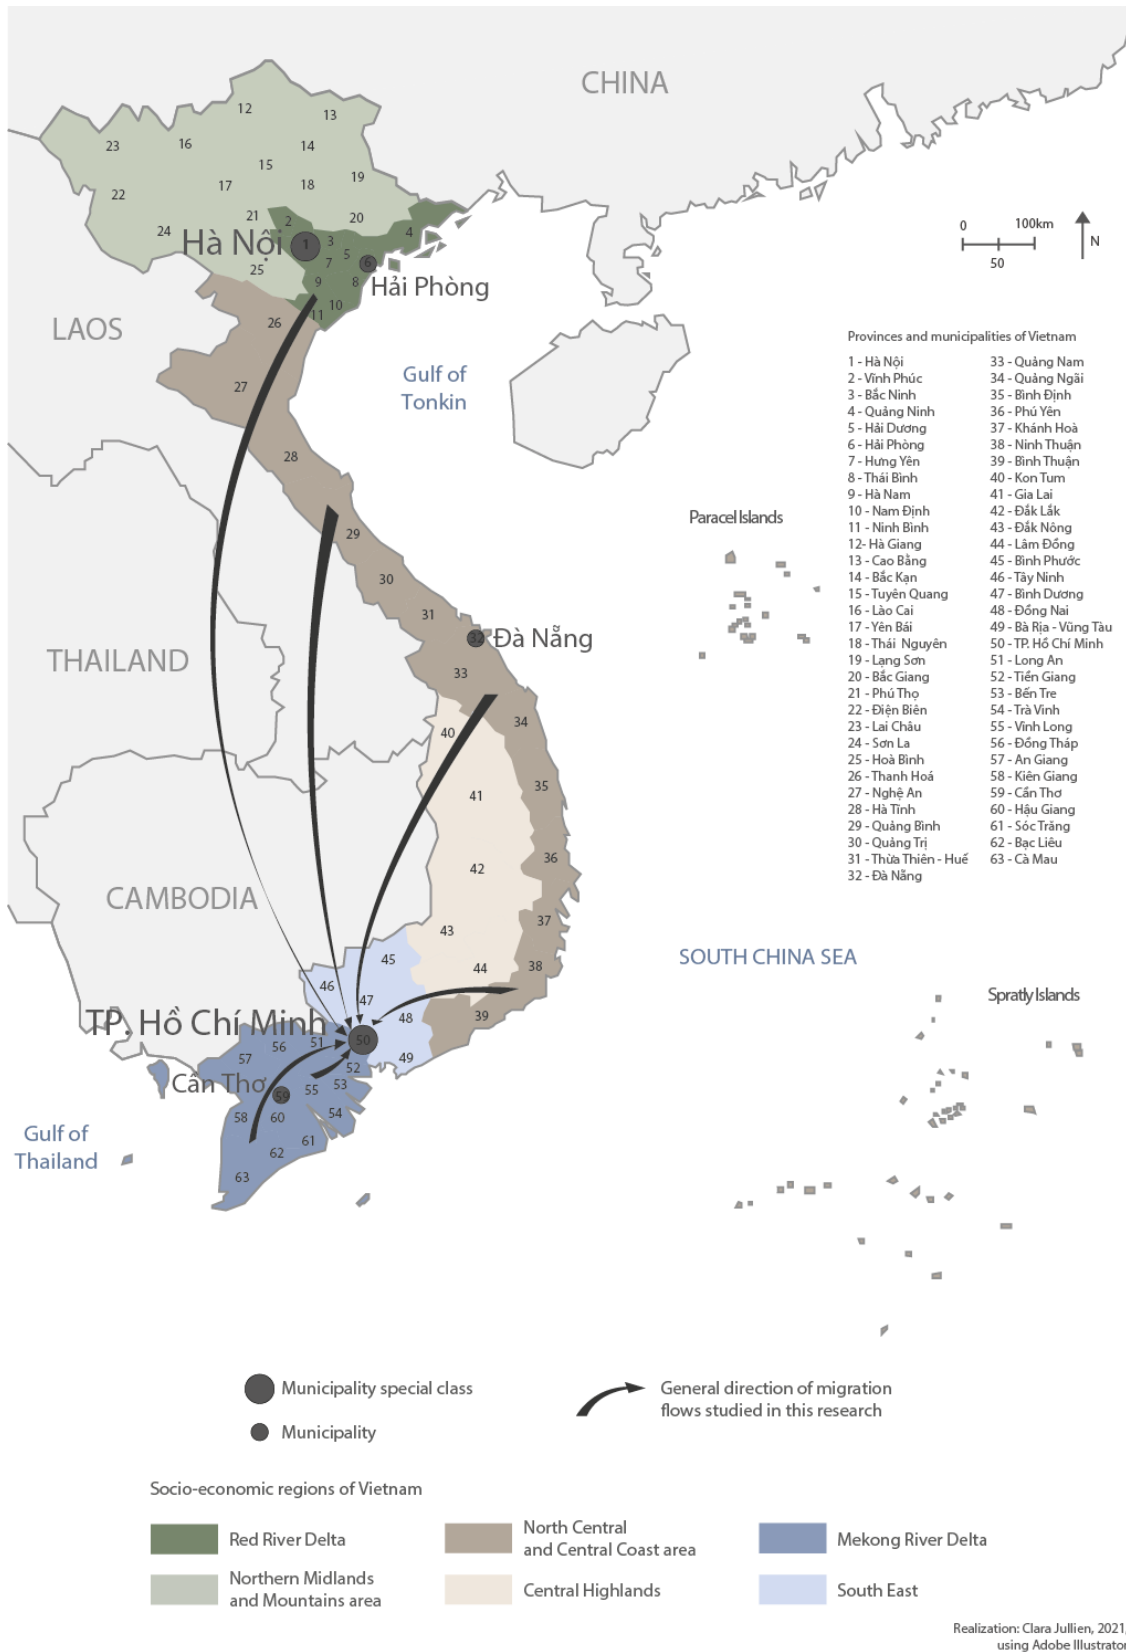 CHINA
12
13
23
16
14
15
19
17
18
22
21
2
20
24
4
Hà Nội
1
3
5
7
6
25
9
8
Hải Phòng
10
11
26
0
100km
50
N
LAOS
27
Gulf of
Tonkin
28
Paracel Islands
29
30
31
32
Đà Nẵng
THAILAND
33
34
40
35
41
36
42
CAMBODIA
37
43
38
44
45
SOUTH CHINA SEA
46
47
39
Spratly Islands
48
TP. Hồ Chí Minh
50
51
56
57
49
52
Cần Thơ
59
55
53
58
60
54
Gulf of
Thailand
61
62
63
Provinces and municipalities of Vietnam
1 - Hà Nội
2 - Vĩnh Phúc
3 - Bắc Ninh
4 - Quảng Ninh
5 - Hải Dương
6 - Hải Phòng
7 - Hưng Yên
8 - Thái Bình
9 - Hà Nam
10 - Nam Định
11 - Ninh Bình
12- Hà Giang
13 - Cao Bằng
14 - Bắc Kạn
15 - Tuyên Quang
16 - Lào Cai
17 - Yên Bái
18 - Thái Nguyên
19 - Lạng Sơn
20 - Bắc Giang
21 - Phú Thọ
22 - Điện Biên
23 - Lai Châu
24 - Sơn La
25 - Hoà Bình
26 - Thanh Hoá
27 - Nghệ An
28 - Hà Tĩnh
29 - Quảng Bình
30 - Quảng Trị
31 - Thừa Thiên - Huế
32 - Đà Nẵng
33 - Quảng Nam
34 - Quảng Ngãi
35 - Bình Định
36 - Phú Yên
37 - Khánh Hoà
38 - Ninh Thuận
39 - Bình Thuận
40 - Kon Tum
41 - Gia Lai
42 - Đắk Lắk
43 - Đắk Nông
44 - Lâm Đồng
45 - Bình Phước
46 - Tây Ninh
47 - Bình Dương
48 - Đồng Nai
49 - Bà Rịa - Vũng Tàu
50 - TP. Hồ Chí Minh
51 - Long An
52 - Tiền Giang
53 - Bến Tre
54 - Trà Vinh
55 - Vĩnh Long
56 - Đồng Tháp
57 - An Giang
58 - Kiên Giang
59 - Cần Thơ
60 - Hậu Giang
61 - Sóc Trăng
62 - Bạc Liêu
63 - Cà Mau
Municipality special class
Municipality
General direction of migration
flows studied in this research
Socio-economic regions of Vietnam
Red River Delta
Northern Midlands
and Mountains area
North Central
and Central Coast area
Central Highlands
Mekong River Delta
South East
Realization: Clara Jullien, 2021,
using Adobe Illustrator